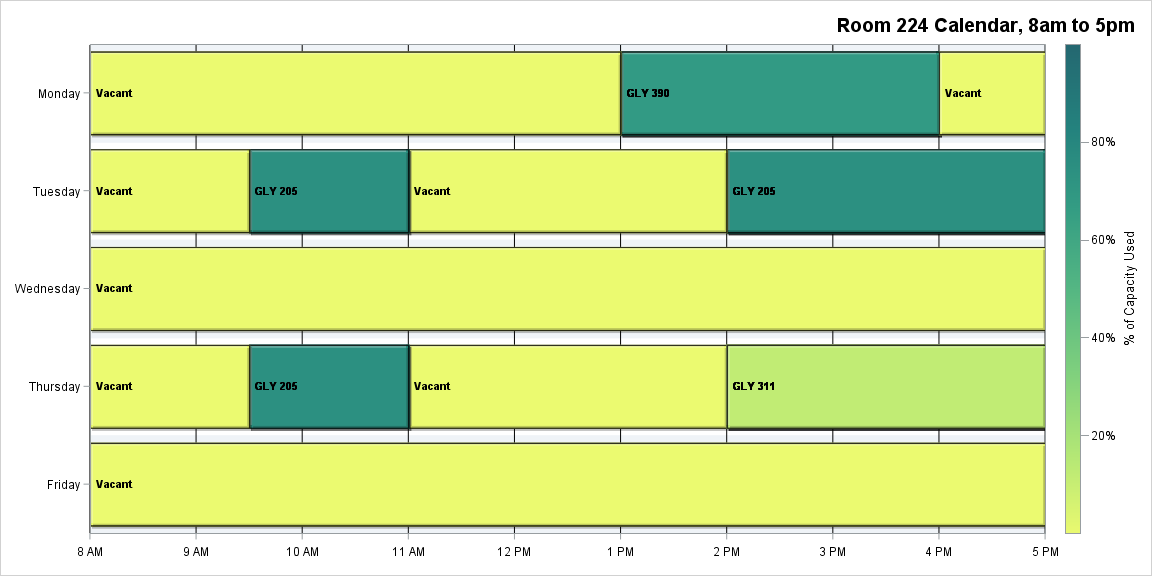 Room 224 Calendar, 8am to 5pm
Monday
Vacant
GLY 390
Vacant
Tuesday
Vacant
GLY 205
Vacant
GLY 205
Wednesday
Vacant
Thursday
Vacant
GLY 205
Vacant
GLY 311
Friday
Vacant
8 AM
9 AM
10 AM
11 AM
12 PM
1 PM
2 PM
3 PM
4 PM
5 PM
80%
60%
40%
20%
% of Capacity Used